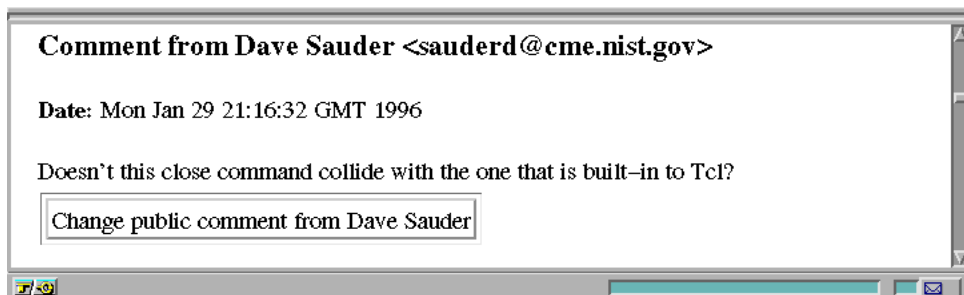 Comment from Dave Sauder <sauderd@cme.nist.gov>
Date: Mon Jan 29 21:16:32 GMT 1996
Doesn't this close command collide with the one that is built–in to Tcl?
Change public comment from Dave Sauder